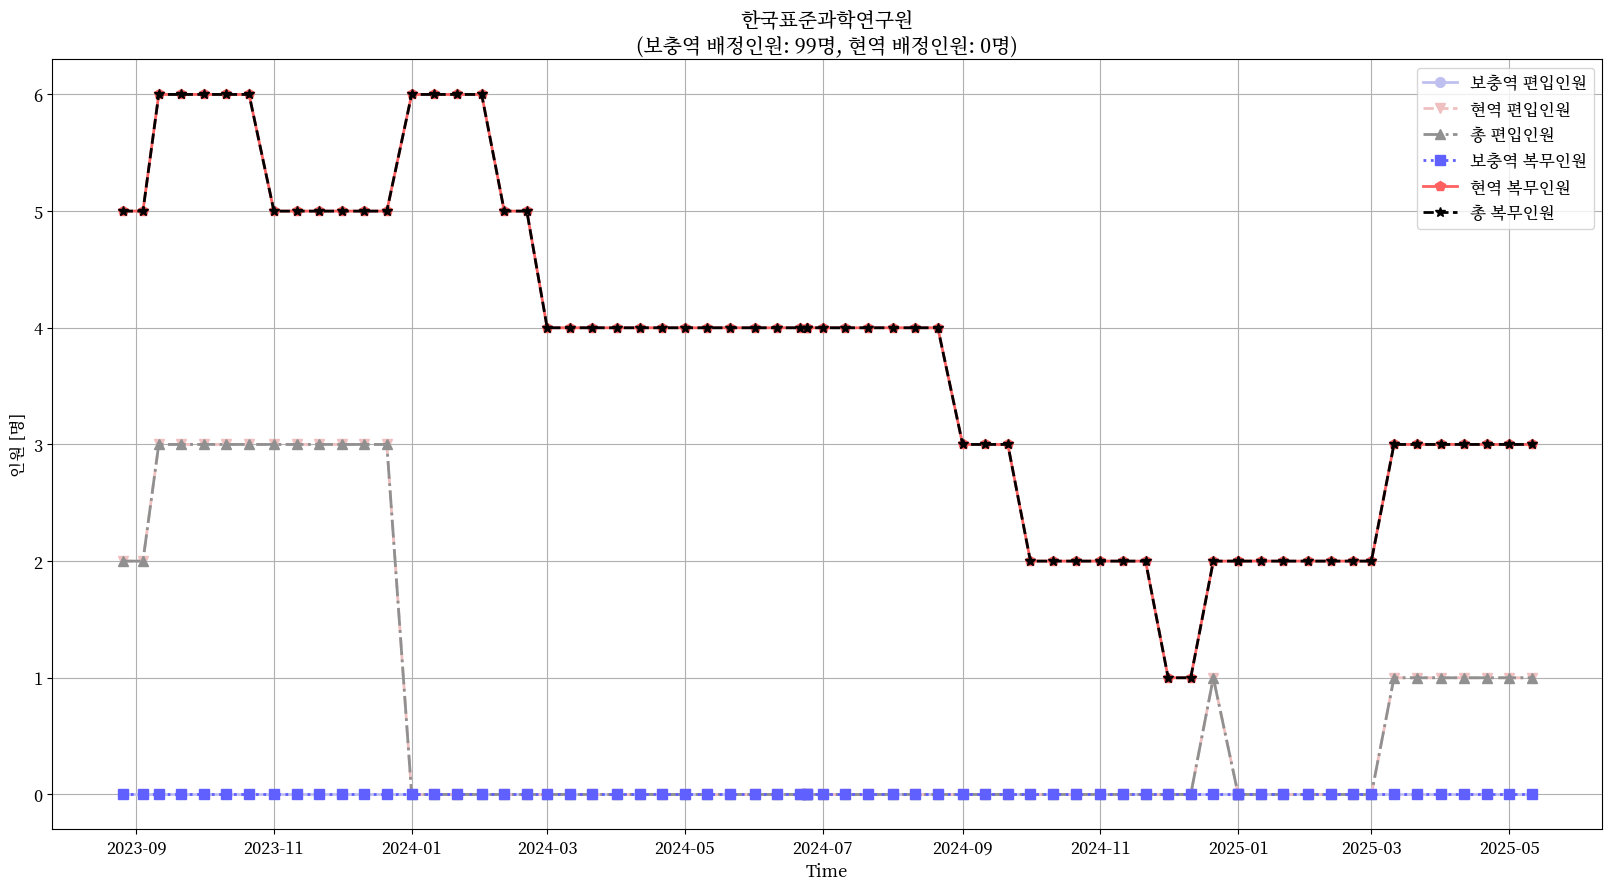 한국표준과학연구원
(보충역 배정인원: 99명, 현역 배정인원: 0명)
6
5
4
3
2
1
0
인원 [명]
보충역 편입인원
현역 편입인원
총 편입인원
보충역 복무인원
현역 복무인원
총 복무인원
2023-09 2023-11 2024-01 2024-03 2024-05 2024-07 2024-09 2024-11 2025-01 2025-03 2025-05
Time